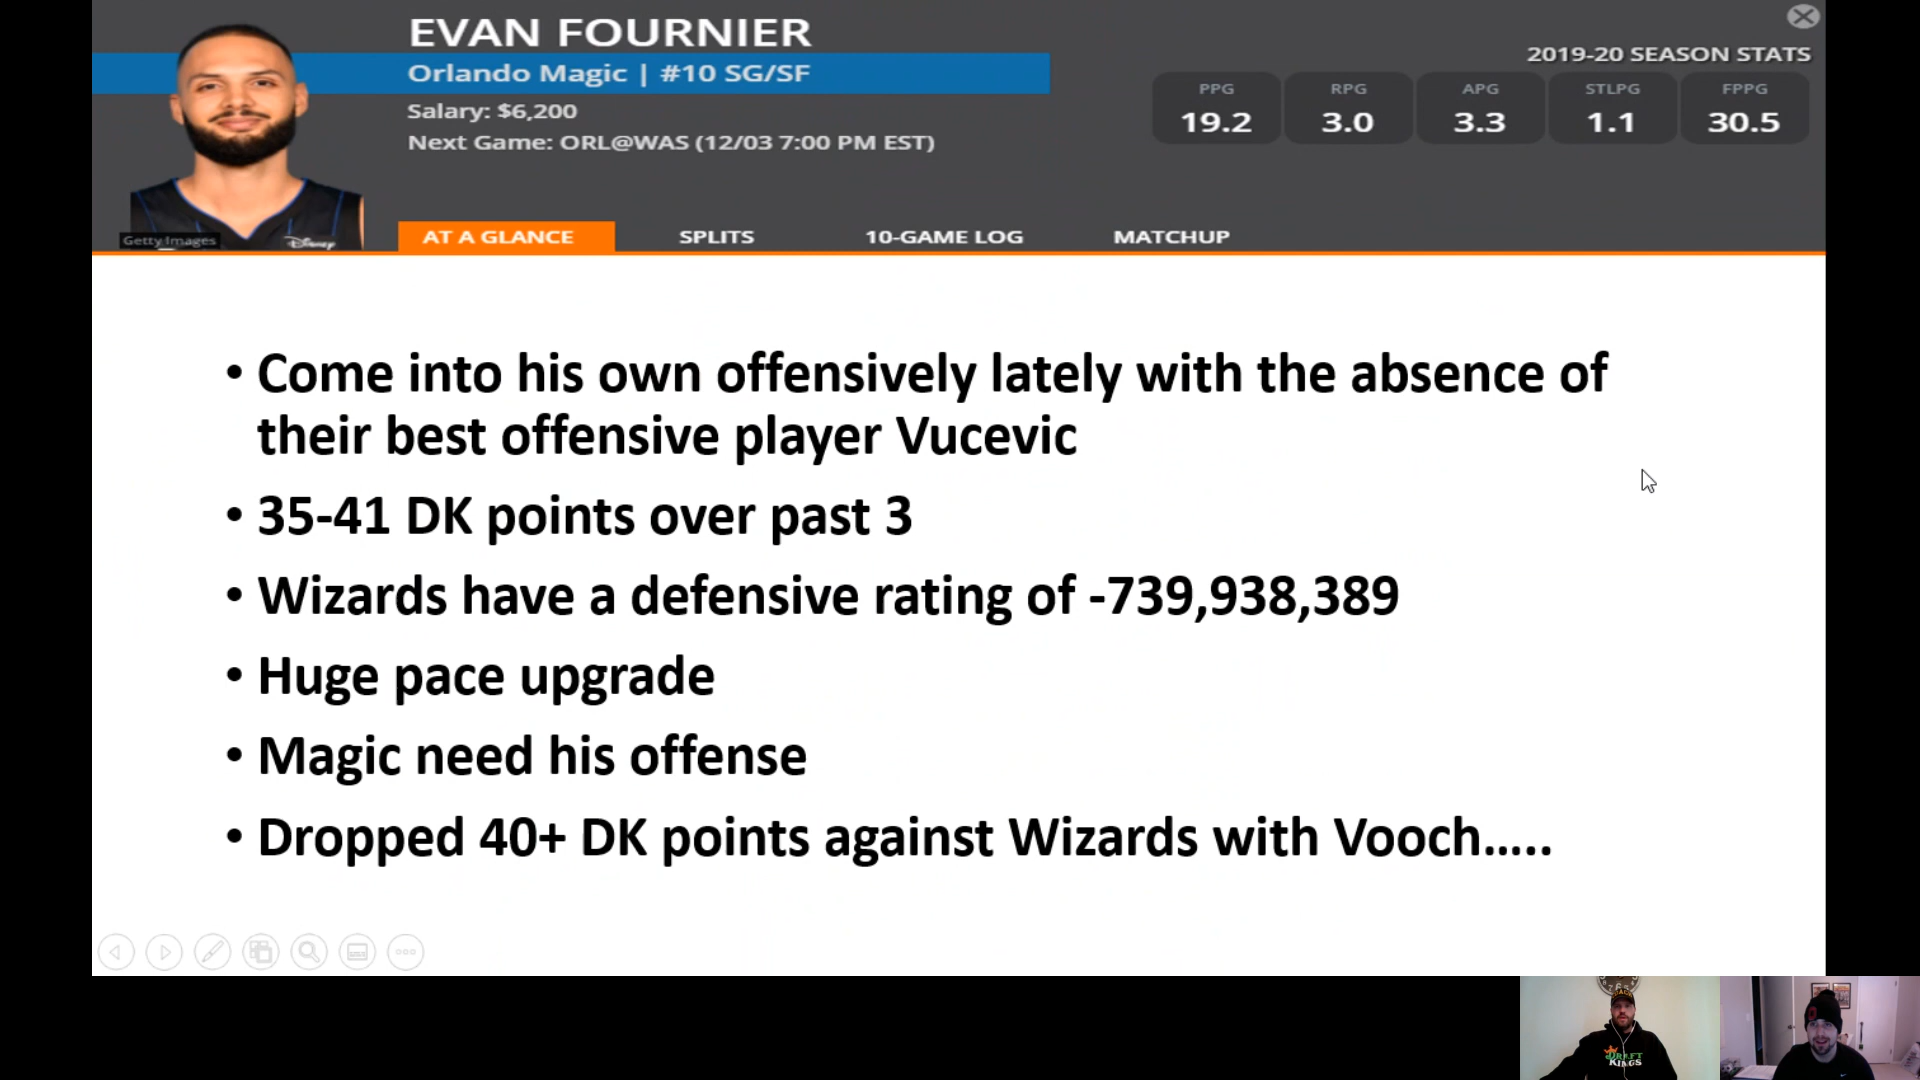 EVAN FOURNIER
Orlando Magic | #10 SG/SF
Salary: $6,200
Next Game: ORL@WAS (12/03 7:00 PM EST)
2019-20 SEASON STATS
PPG RPG APG STLPG FPPG
19.2 3.0 3.3 1.1 30.5
Getty Images
Disney
AT A GLANCE SPLITS 10-GAME LOG MATCHUP
• Come into his own offensively lately with the absence of
their best offensive player Vucevic
• 35-41 DK points over past 3
• Wizards have a defensive rating of -739,938,389
• Huge pace upgrade
• Magic need his offense
• Dropped 40+ DK points against Wizards with Vooch.....
DRAFT
KINGS